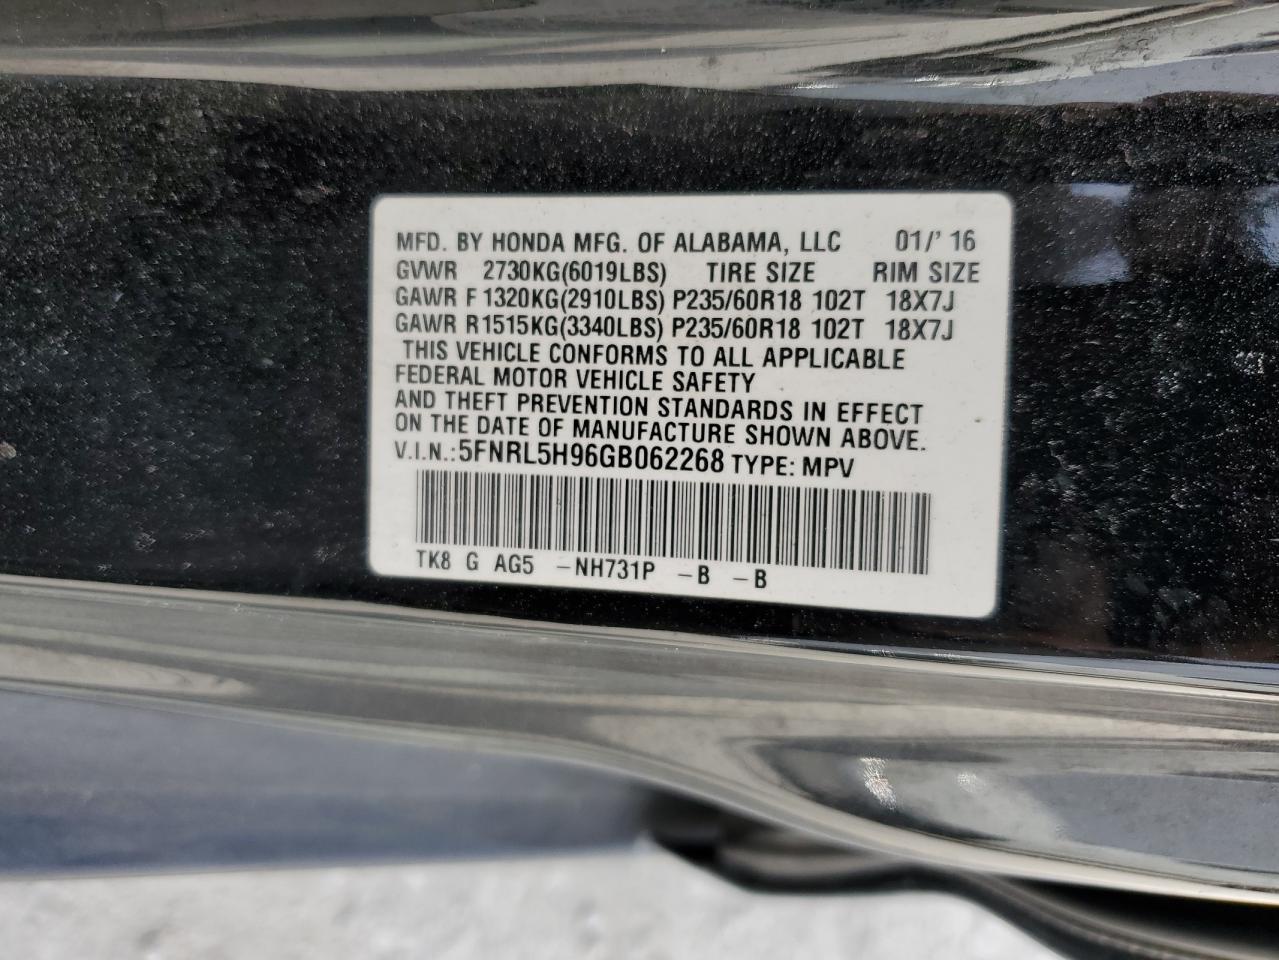 MFD. BY HONDA MFG. OF ALABAMA, LLC 01/'16
GVWR 2730KG(6019LBS) TIRE SIZE RIM SIZE
GAWR F 1320KG(2910LBS) P235/60R18 102T 18X7J
GAWR R1515KG(3340LBS) P235/60R18 102T 18X7J
THIS VEHICLE CONFORMS TO ALL APPLICABLE
FEDERAL MOTOR VEHICLE SAFETY
AND THEFT PREVENTION STANDARDS IN EFFECT
ON THE DATE OF MANUFACTURE SHOWN ABOVE.
V.I.N.:5FNRL5H96GB062268 TYPE: MPV
TK8 G AG5 -NH731P -B -B